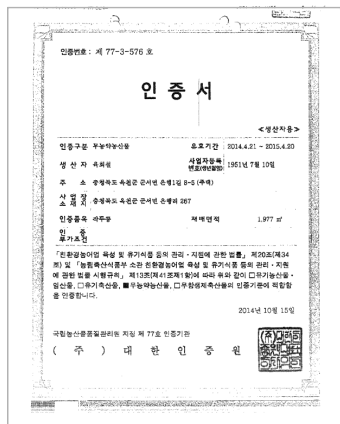 인증번호 : 제 77-3-576 호
인 증 서
<생산자용>
인증구분 무농약농산물 유효기간 : 2014.4.21 ~ 2015.4.20
생 산 자 사업자등록번호(생년월일) 1951년 7월 10일
주 소 충청북도 옥천군 군서면 은행1길 8-5 (주택)
사업장소재지 충청북도 옥천군 군서면 은행리 267
인증품목 재배면적 1,977 ㎡
인증부가조건
「친환경농어업 육성 및 유기식품 등의 관리ㆍ지원에 관한 법률」 제20조(제34
조) 및 「농림축산식품부 소관 친환경농어업 육성 및 유기식품 등의 관리ㆍ지원
에 관한 법률 시행규칙」 제13조(제41조제1항)에 따라 위와 같이 □유기농산물ㆍ
임산물, □유기축산물, ■무농약농산물, □무항생제축산물의 인증기준에 적합함
을 인증합니다.
2014년 10월 15일
국립농산물품질관리원 지정 제 77호 인증기관
( 주 ) 대 한 인 증 원